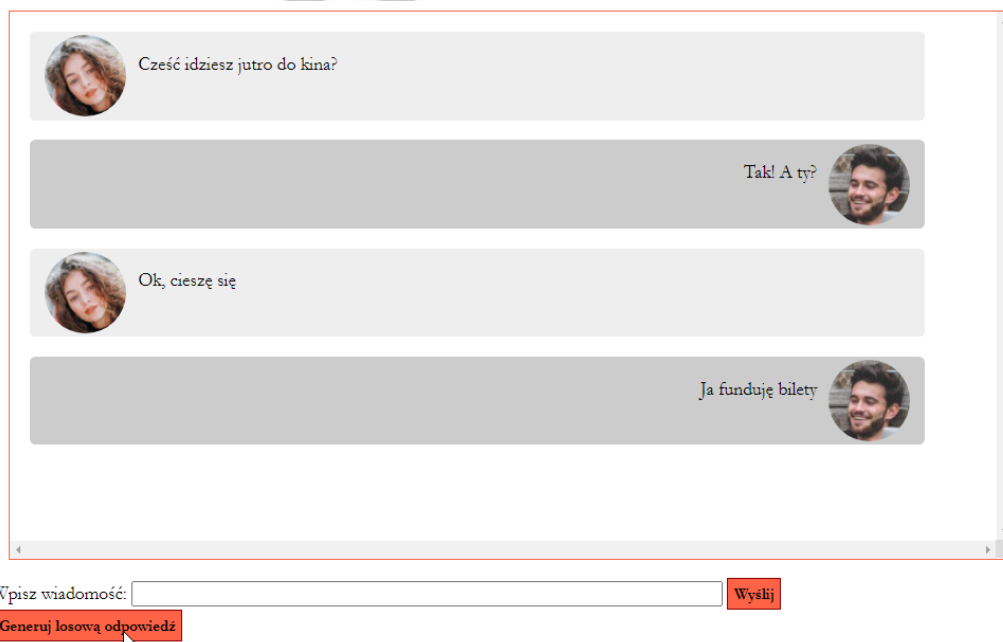 Cześć idziesz jutro do kina?
Tak! A ty?
Ok, cieszę się
Ja funduję bilety
Wpisz wiadomość:
Wyślij
Generuj losową odpowiedź